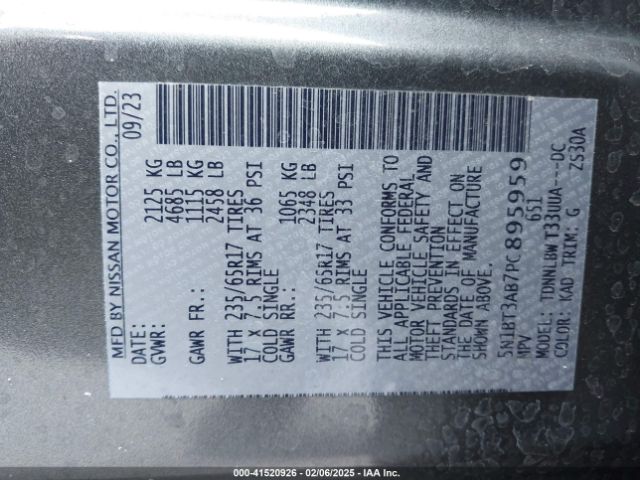 MFD BY NISSAN MOTOR CO., LTD.
DATE: 09/23
GVWR: 2125 KG
4685 LB
GAWR FR.: 1115 KG
2458 LB
WITH 235/65R17 TIRES
17 X 7.5 RIMS AT 36 PSI
COLD SINGLE
GAWR RR.: 1065 KG
2348 LB
WITH 235/65R17 TIRES
17 X 7.5 RIMS AT 33 PSI
COLD SINGLE
THIS VEHICLE CONFORMS TO
ALL APPLICABLE FEDERAL
MOTOR VEHICLE SAFETY AND
THEFT PREVENTION
STANDARDS IN EFFECT ON
THE DATE OF MANUFACTURE
SHOWN ABOVE.
5N1BT3AB7PC895959
MPV 651
MODEL: TDNNLBW T33UUA---DC
COLOR: KAD TRIM: G ZS30A
000-41520926 - 02/06/2025 - IAA Inc.